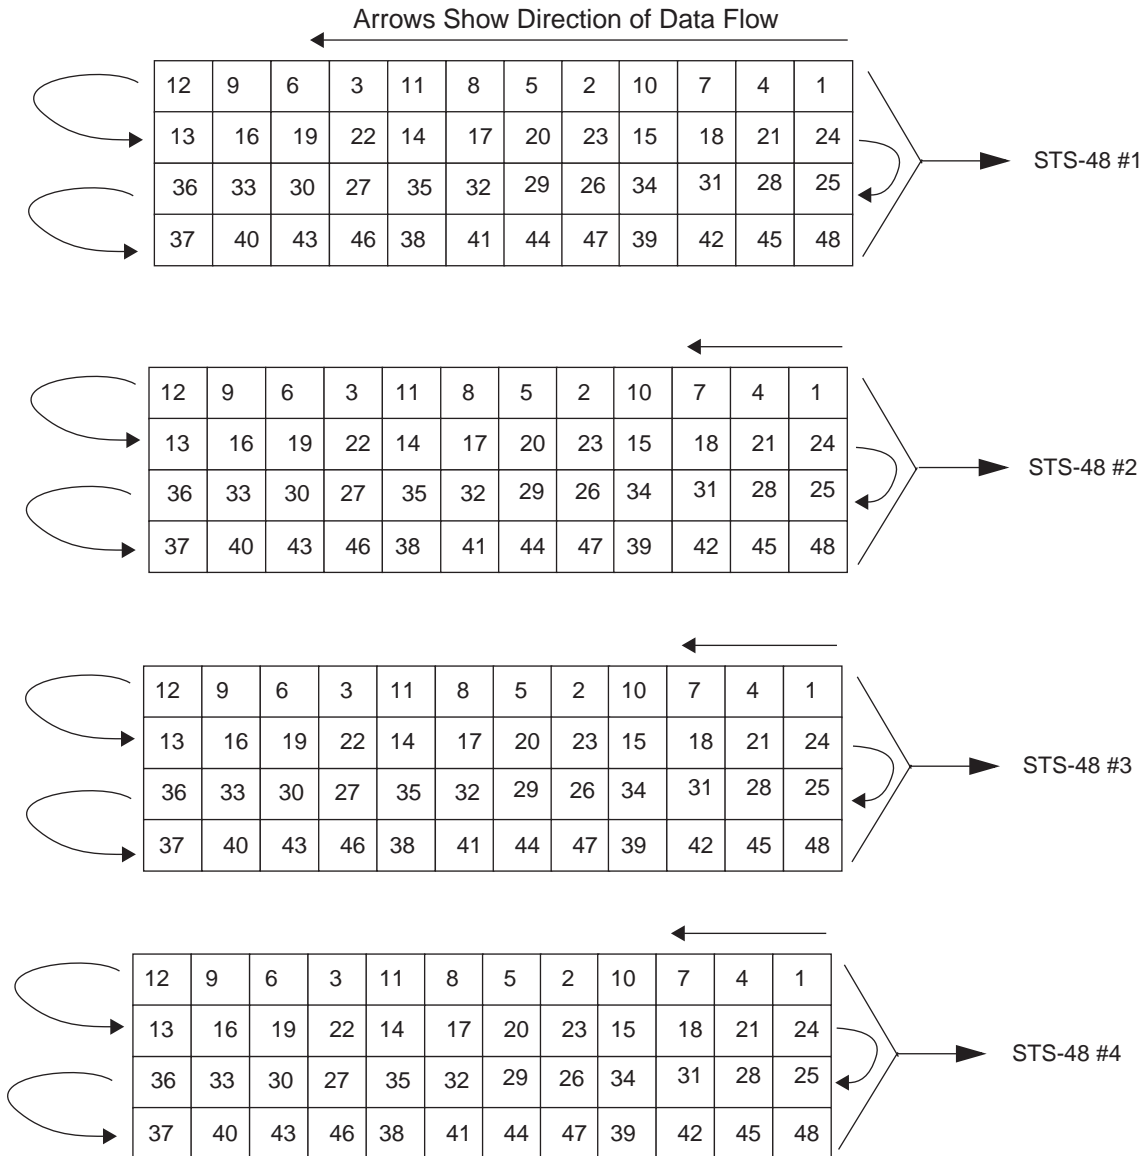 Arrows Show Direction of Data Flow
12 9 6 3 11 8 5 2 10 7 4 1
13 16 19 22 14 17 20 23 15 18 21 24
STS-48 #1
36 33 30 27 35 32 29 26 34 31 28 25
37 40 43 46 38 41 44 47 39 42 45 48
12 9 6 3 11 8 5 2 10 7 4 1
13 16 19 22 14 17 20 23 15 18 21 24
STS-48 #2
36 33 30 27 35 32 29 26 34 31 28 25
37 40 43 46 38 41 44 47 39 42 45 48
12 9 6 3 11 8 5 2 10 7 4 1
13 16 19 22 14 17 20 23 15 18 21 24
STS-48 #3
36 33 30 27 35 32 29 26 34 31 28 25
37 40 43 46 38 41 44 47 39 42 45 48
12 9 6 3 11 8 5 2 10 7 4 1
13 16 19 22 14 17 20 23 15 18 21 24
STS-48 #4
36 33 30 27 35 32 29 26 34 31 28 25
37 40 43 46 38 41 44 47 39 42 45 48